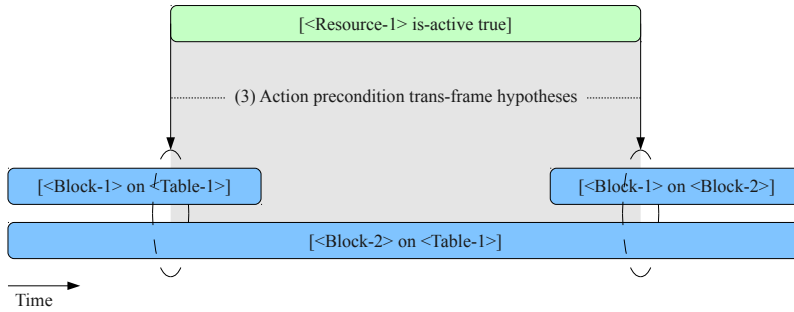 [<Resource-1> is-active true]
(3) Action precondition trans-frame hypotheses
[<Block-1> on <Table-1>]
[<Block-1> on <Block-2>]
[<Block-2> on <Table-1>]
Time